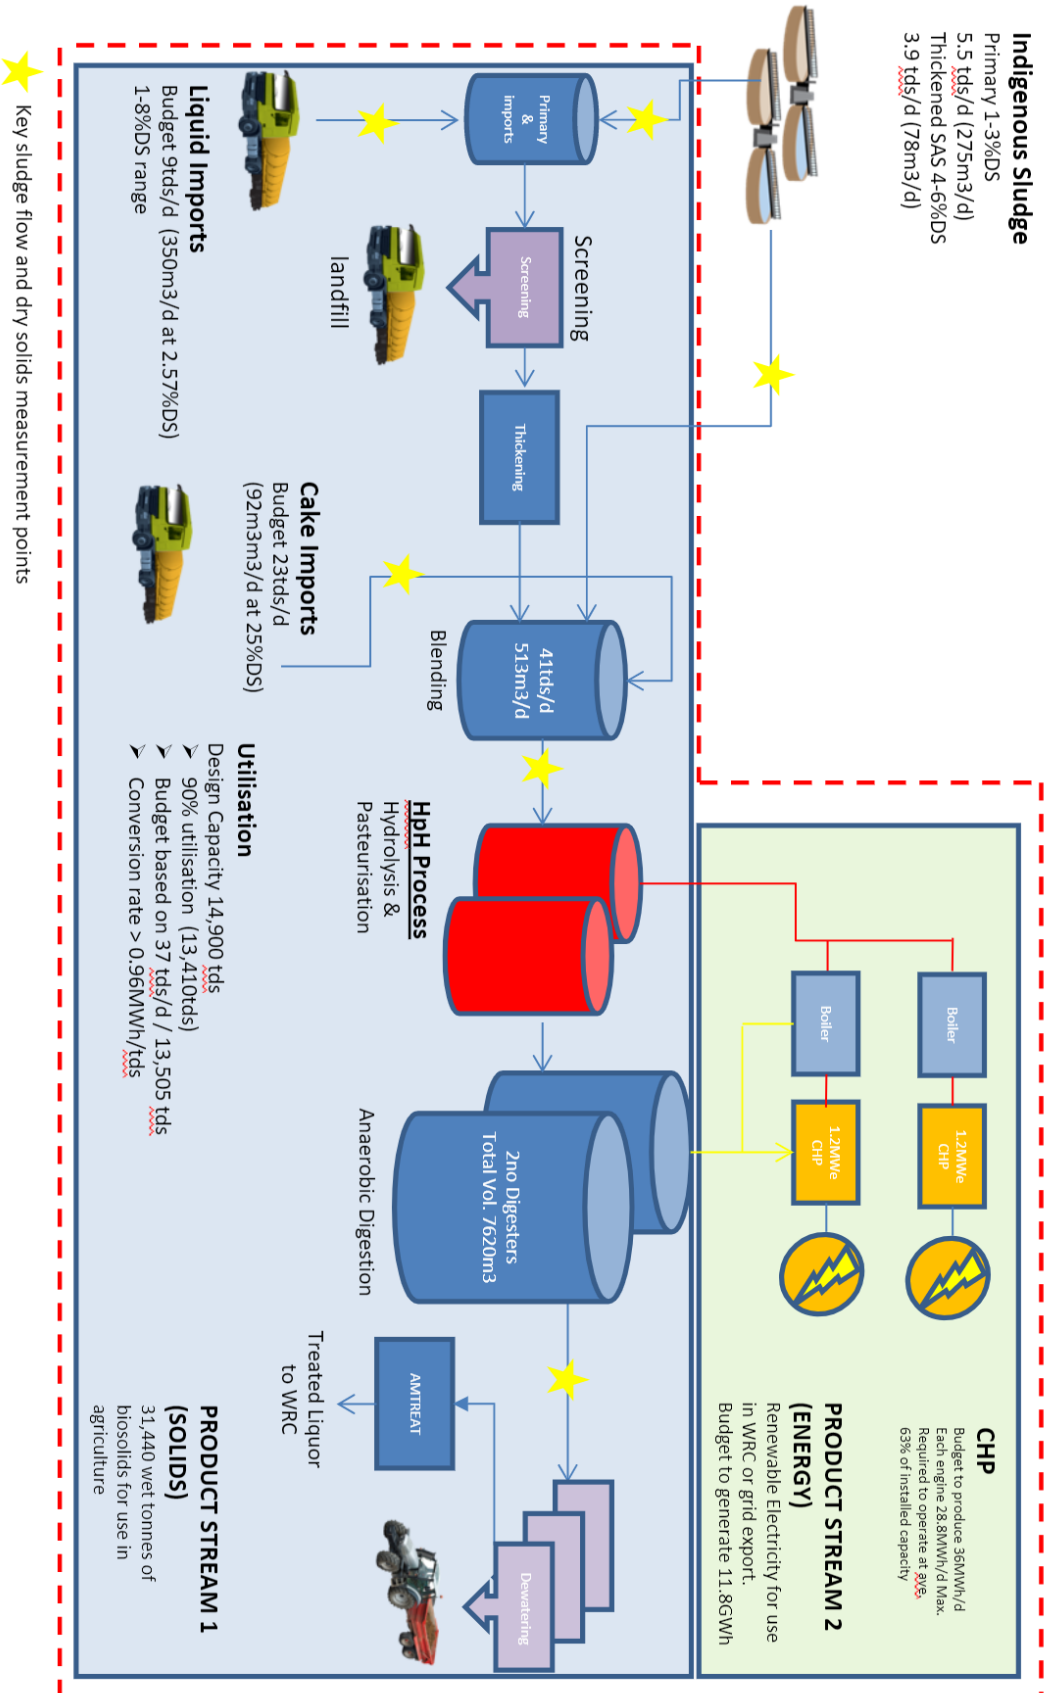 Indigenous Sludge
Primary 1-3%DS
5.5 tds/d (275m3/d)
Thickened SAS 4-6%DS
3.9 tds/d (78m3/d)
CHP
Budget to produce 36MWh/d
Each engine 28.8MWh/d Max.
Required to operate at ave.
63% of installed capacity
Boiler
1.2MWe
CHP
Boiler
1.2MWe
CHP
PRODUCT STREAM 2
(ENERGY)
Renewable Electricity for use
in WRC or grid export.
Budget to generate 11.8GWh
Primary
&
imports
Screening
Screening
landfill
Thickening
41tds/d
513m3/d
Blending
HpH Process
Hydrolysis &
Pasteurisation
2no Digesters
Total Vol. 7620m3
Anaerobic Digestion
AMTREAT
Treated Liquor
to WRC
Dewatering
Liquid Imports
Budget 9tds/d (350m3/d at 2.57%DS)
1-8%DS range
Cake Imports
Budget 23tds/d
(92m3m3/d at 25%DS)
Utilisation
Design Capacity 14,900 tds
➢ 90% utilisation (13,410tds)
➢ Budget based on 37 tds/d / 13,505 tds
➢ Conversion rate > 0.96MWh/tds
PRODUCT STREAM 1
(SOLIDS)
31,440 wet tonnes of
biosolids for use in
agriculture
Key sludge flow and dry solids measurement points